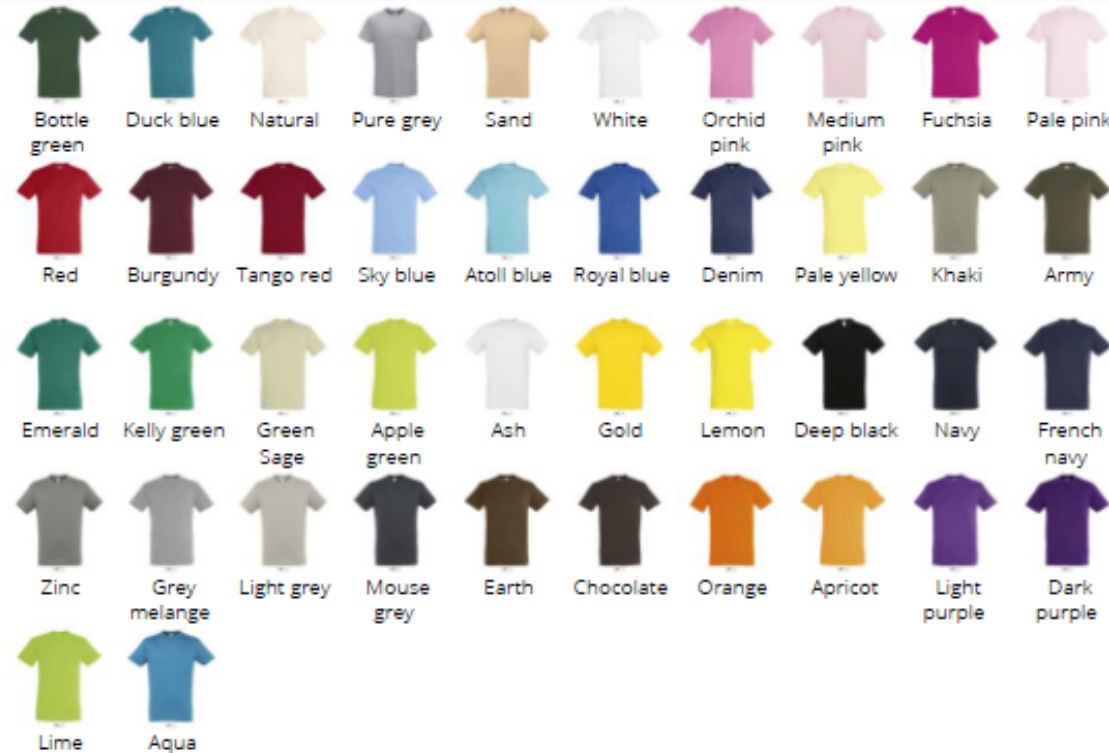 Bottle green
Duck blue
Natural
Pure grey
Sand
White
Orchid pink
Medium pink
Fuchsia
Pale pink
Red
Burgundy
Tango red
Sky blue
Atoll blue
Royal blue
Denim
Pale yellow
Khaki
Army
Emerald
Kelly green
Green Sage
Apple green
Ash
Gold
Lemon
Deep black
Navy
French navy
Zinc
Grey melange
Light grey
Mouse grey
Earth
Chocolate
Orange
Apricot
Light purple
Dark purple
Lime
Aqua